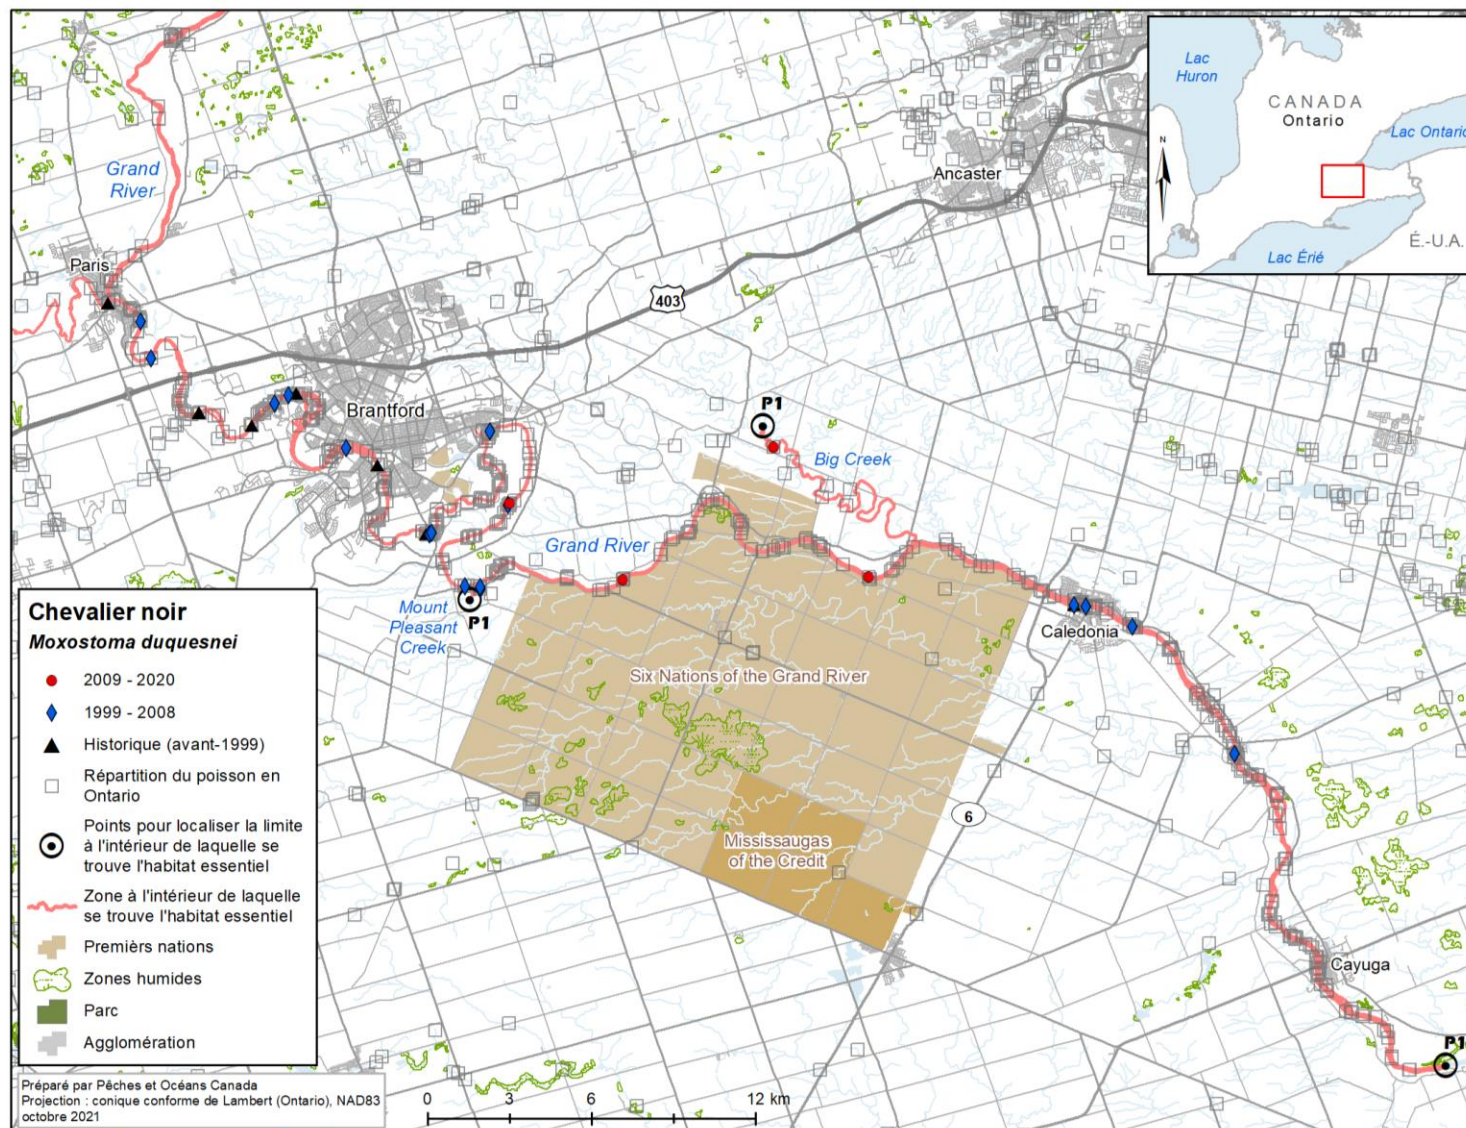 Grand
River
Paris
403
Ancaster
Brantford
P1
Big Creek
Grand River
Mount
Pleasant
Creek
P1
Caledonia
Six Nations of the Grand River
Mississaugas
of the Credit
6
Cayuga
P1
Lac
Huron
CANADA
Ontario
Lac Ontario
N
É.-U.A.
Lac Érié
Chevalier noir
Moxostoma duquesnei
2009 - 2020
1999 - 2008
Historique (avant-1999)
Répartition du poisson en
Ontario
Points pour localiser la limite
à l'intérieur de laquelle se
trouve l'habitat essentiel
Zone à l'intérieur de laquelle
se trouve l'habitat essentiel
Premièrs nations
Zones humides
Parc
Agglomération
Préparé par Pêches et Océans Canada
Projection : conique conforme de Lambert (Ontario), NAD83
octobre 2021
0 3 6 12 km